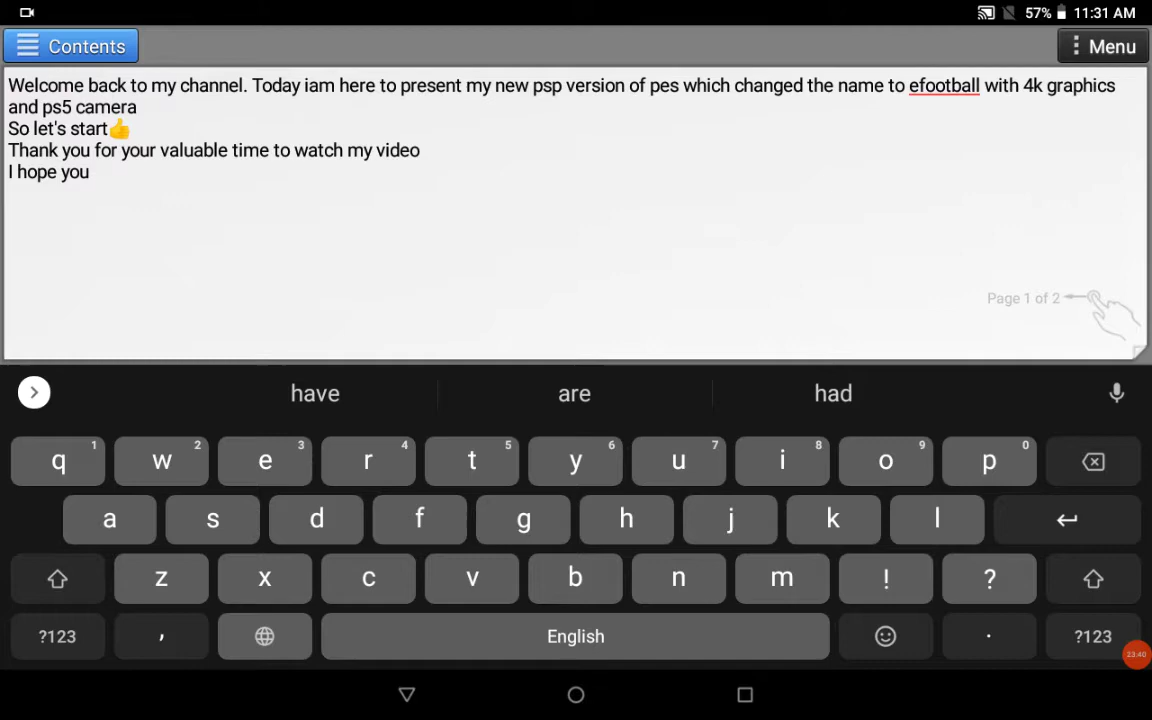 57% 11:31 AM
Contents
Menu
Welcome back to my channel. Today iam here to present my new psp version of pes which changed the name to efootball with 4k graphics
and ps5 camera
So let's start👍
Thank you for your valuable time to watch my video
I hope you
Page 1 of 2
have are had
q 1 w 2 e 3 r 4 t 5 y 6 u 7 i 8 o 9 p 0
a s d f g h j k l
z x c v b n m ! ?
?123 , English . ?123
23:40